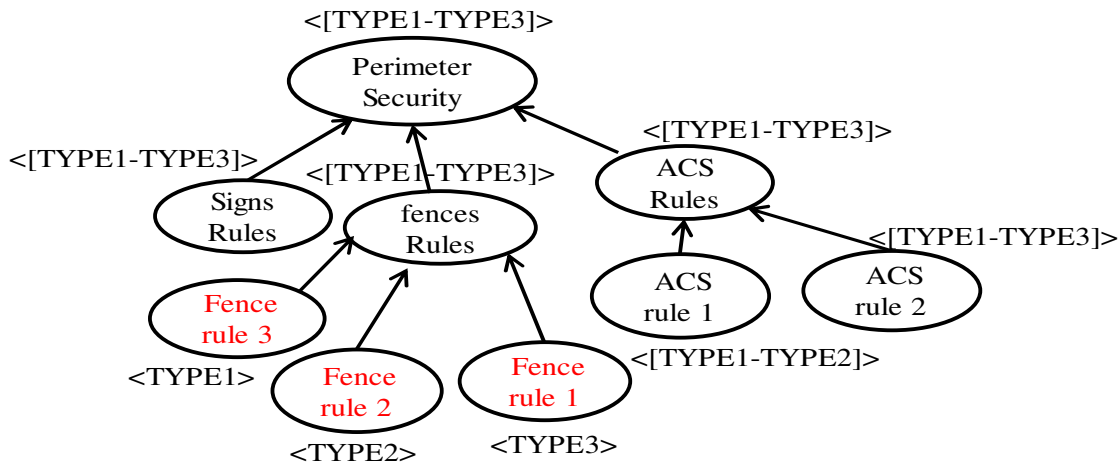 <[TYPE1-TYPE3]>
Perimeter
Security
<[TYPE1-TYPE3]>
<[TYPE1-TYPE3]>
<[TYPE1-TYPE3]>
Signs
Rules
fences
Rules
ACS
Rules
<[TYPE1-TYPE3]>
Fence
rule 3
<TYPE1>
Fence
rule 2
<TYPE2>
Fence
rule 1
<TYPE3>
ACS
rule 1
<[TYPE1-TYPE2]>
ACS
rule 2